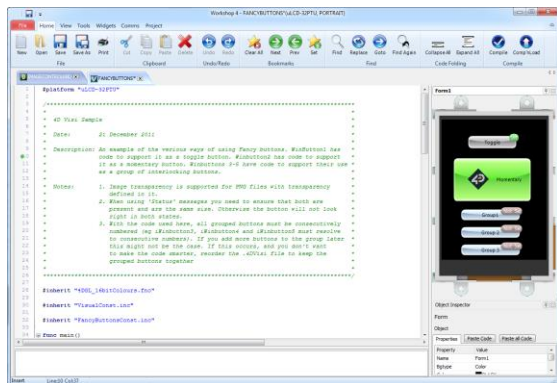 Workshop 4 - FANCYBUTTONS*(uLCD-32PTU, PORTRAIT)
File Home View Tools Widgets Comms Project
New Open Save Save As Print Cut Copy Paste Delete Undo Redo Clear All Next Prev Set Find Replace Goto Find Again Collapse All Expand All Compile Comp'nLoad
File Clipboard Undo/Redo Bookmarks Find Code Folding Compile
FANCYBUTTONS*
#platform "uLCD-32PTU"
4D Visi Sample
Date: 2: December 2011
Description: An example of the various ways of using Fancy buttons. Winbutton1 has
code to support it as a toggle button. Winbutton2 has code to support
it as a momentary button. Winbuttons 3-5 have code to support their use
as a group of interlocking buttons.
Notes: 1. Image transparency is supported for PNG files with transparency
defined in it.
2. When using 'Status' messages you need to ensure that both are
present and are the same size. Otherwise the button will not look
right in both states.
3. With the code used here, all grouped buttons must be consecutively
numbered (eg iWinbutton3, iWinbutton4 and iWinbutton5 must resolve
to consecutive numbers). If you add more buttons to the group later
this might not be the case. If this occurs, and you don't want
to make the code smarter, reorder the .4DVisi file to keep the
grouped buttons together
#inherit "4DGL_16bitColours.fnc"
#inherit "VisualConst.inc"
#inherit "FancyButtonsConst.inc"
func main()
Insert
Form1
Toggle
Momentary
Group1
Group 2
Group 3
Object Inspector
Form
Object
Properties Paste Code Paste All Code
Property Value
Name Form1
Bgtype Color